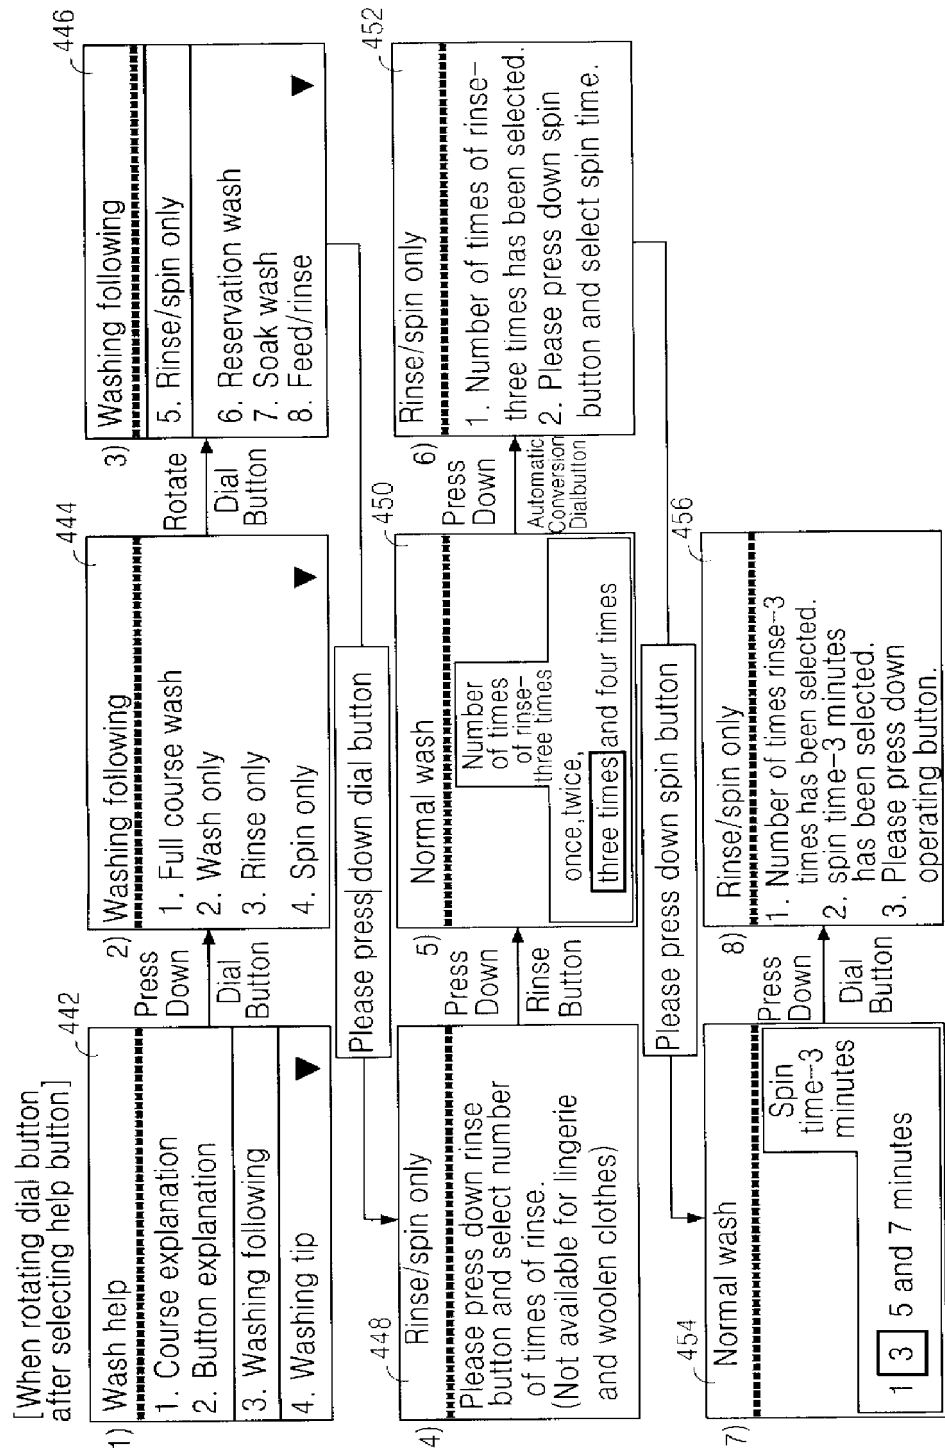 [When rotating dial button
after selecting help button]
1)
442
Wash help
1. Course explanation
2. Button explanation
3. Washing following
4. Washing tip
▼
Press
Down
Dial
Button
2)
444
Washing following
1. Full course wash
2. Wash only
3. Rinse only
4. Spin only
▼
Rotate
Dial
Button
3)
446
Washing following
5. Rinse/spin only
6. Reservation wash
7. Soak wash
8. Feed/rinse
▼
Please press down dial button
4)
448
Rinse/spin only
Please press down rinse
button and select number
of times of rinse.
(Not available for lingerie
and woolen clothes)
Press
Down
Rinse
Button
5)
450
Normal wash
Number
of times
of rinse-
three times
once,twice,
three times and four times
Press
Down
Automatic
Conversion
Dialbutton
6)
452
Rinse/spin only
1. Number of times of rinse-
three times has been selected.
2. Please press down spin
button and select spin time.
Please press down spin button
7)
454
Normal wash
Spin
time-3
minutes
1 3 5 and 7 minutes
Press
Down
Dial
Button
8)
456
Rinse/spin only
1. Number of times rinse-3
times has been selected.
2. spin time-3 minutes
has been selected.
3. Please press down
operating button.